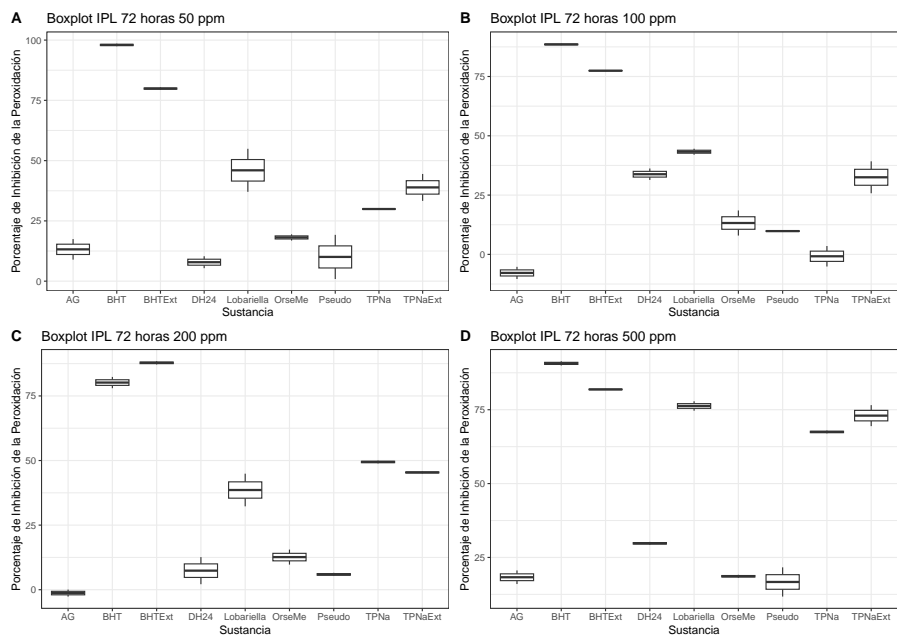 A Boxplot IPL 72 horas 50 ppm
Porcentaje de Inhibición de la Peroxidación
100
75
50
25
0
AG BHT BHTExt DH24 Lobariella OrseMe Pseudo TPNa TPNaExt
Sustancia
B Boxplot IPL 72 horas 100 ppm
Porcentaje de Inhibición de la Peroxidación
75
50
25
0
AG BHT BHTExt DH24 Lobariella OrseMe Pseudo TPNa TPNaExt
Sustancia
C Boxplot IPL 72 horas 200 ppm
Porcentaje de Inhibición de la Peroxidación
75
50
25
0
AG BHT BHTExt DH24 Lobariella OrseMe Pseudo TPNa TPNaExt
Sustancia
D Boxplot IPL 72 horas 500 ppm
Porcentaje de Inhibición de la Peroxidación
75
50
25
AG BHT BHTExt DH24 Lobariella OrseMe Pseudo TPNa TPNaExt
Sustancia